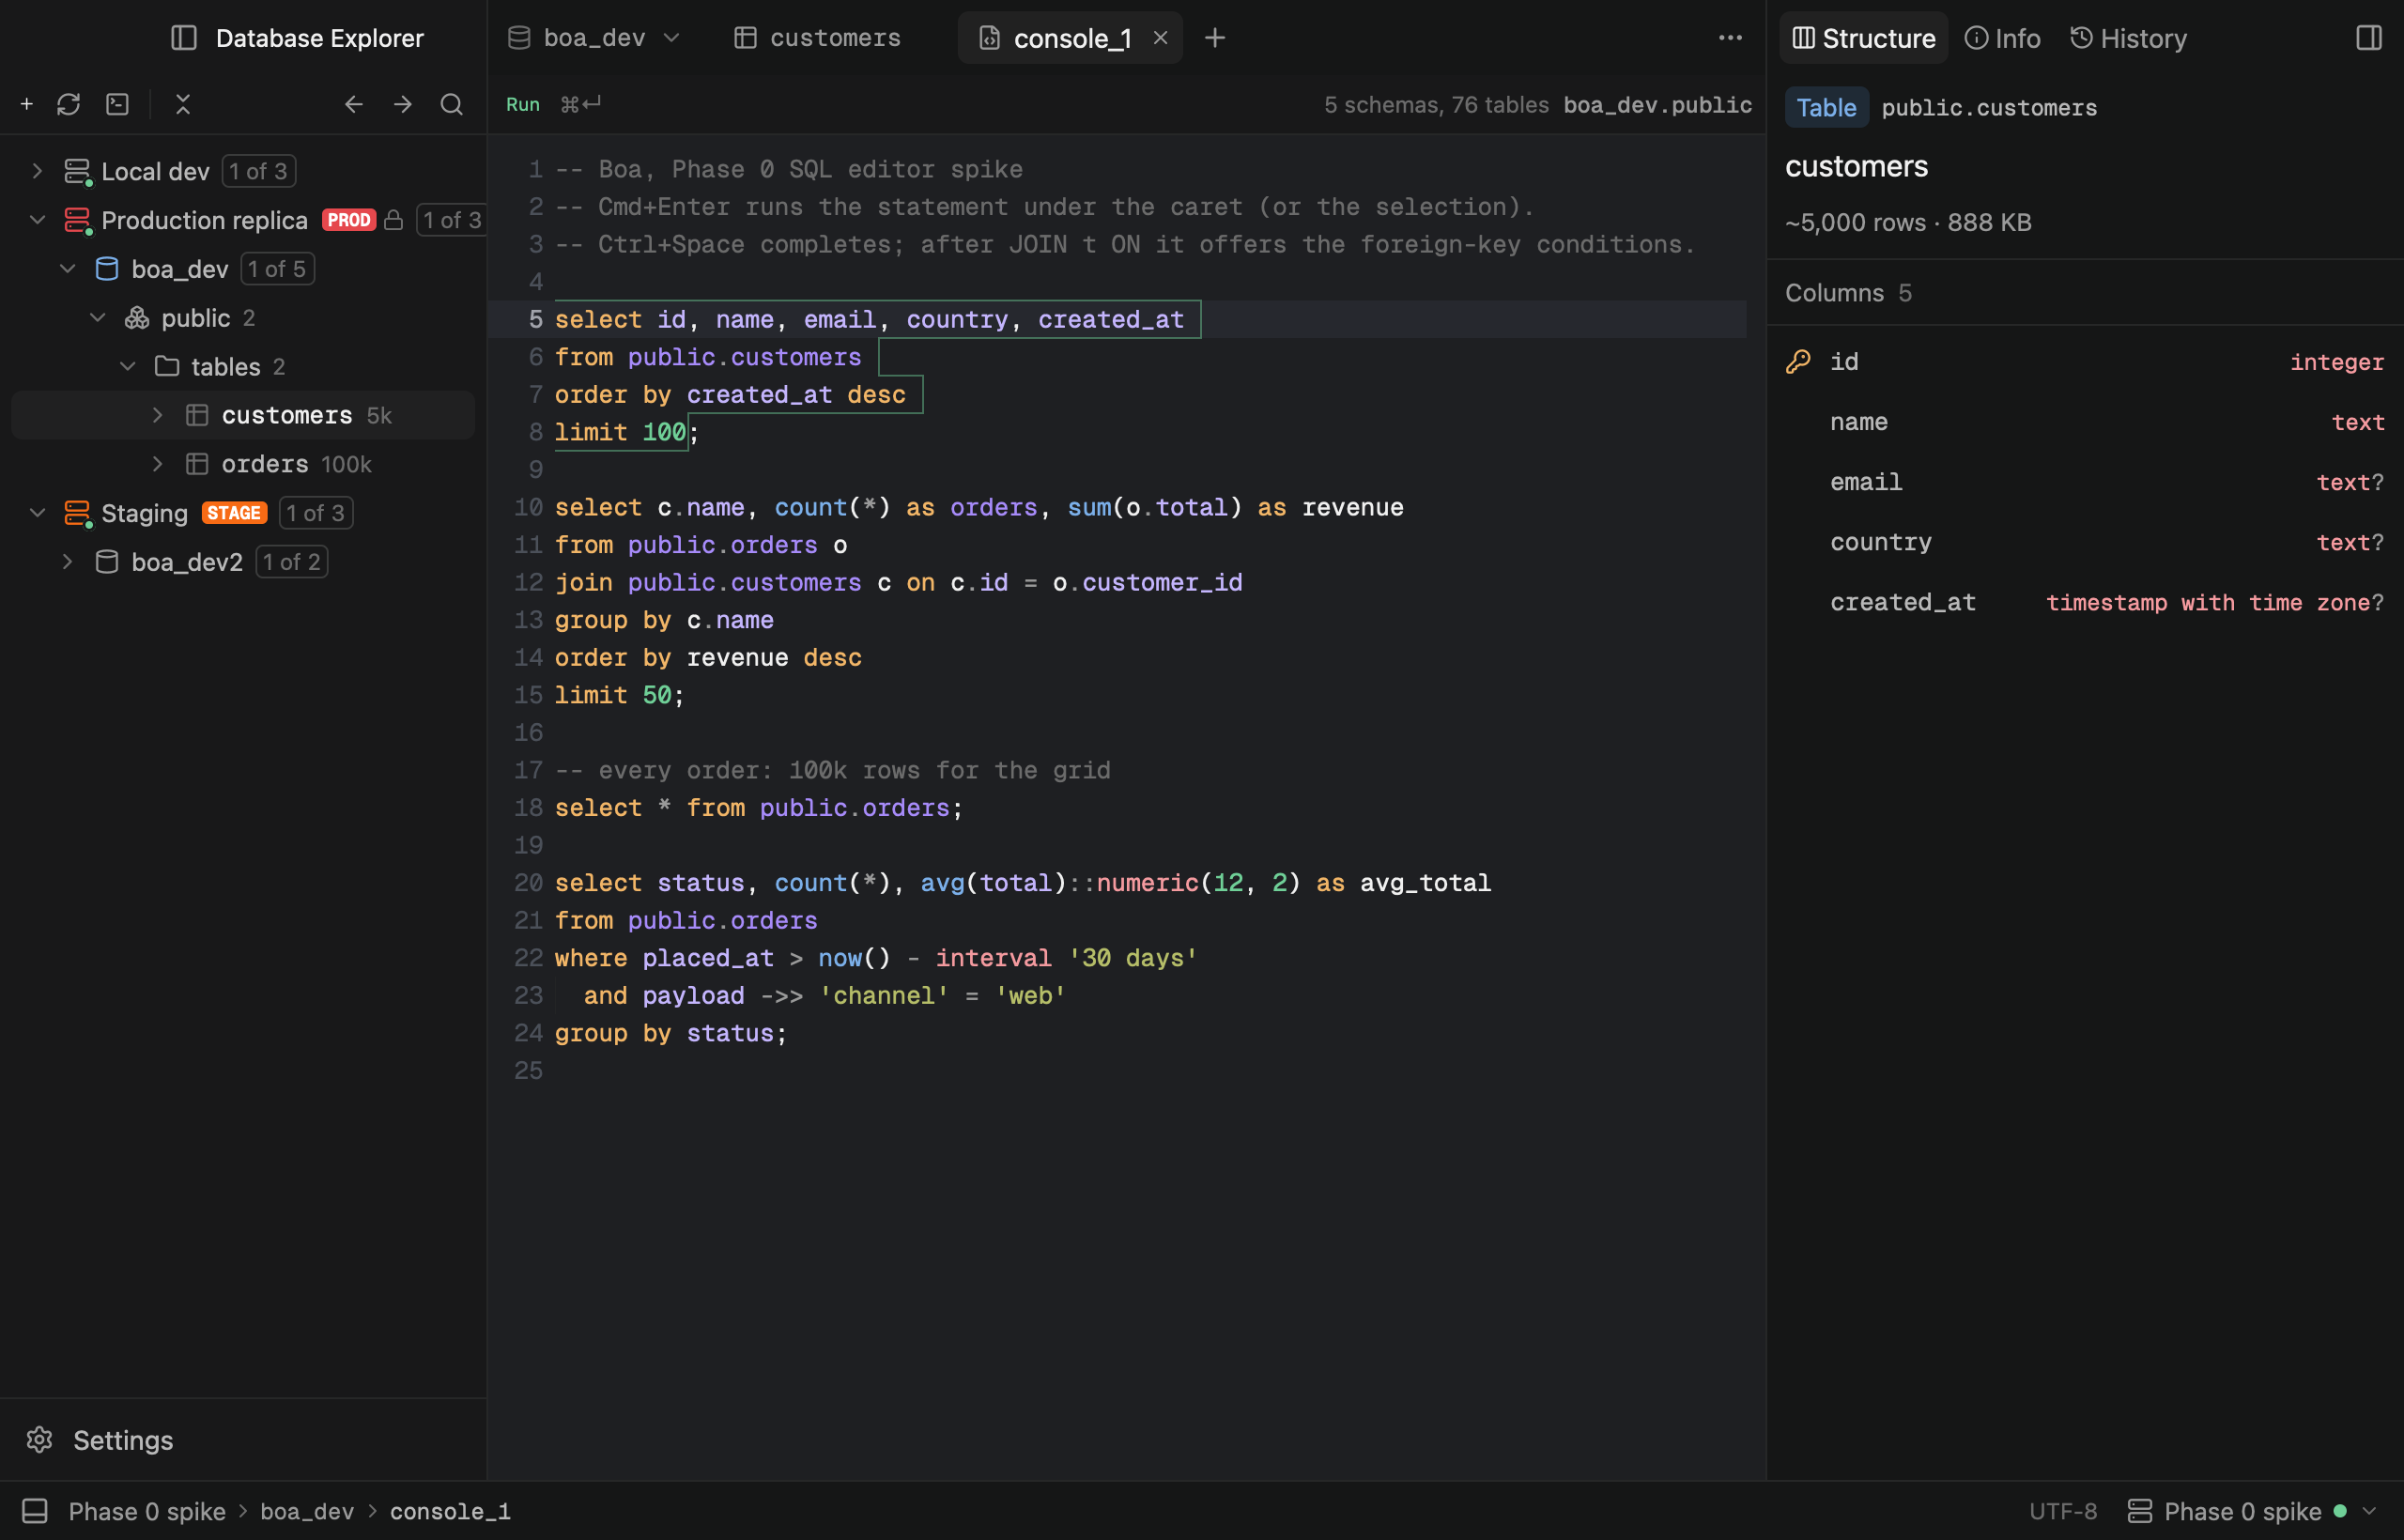 Database Explorer
boa_dev
customers
console_1
Structure
Info
History
Run ⌘↩
5 schemas, 76 tables boa_dev.public
Local dev 1 of 3
Production replica PROD 1 of 3
boa_dev 1 of 5
public 2
tables 2
customers 5k
orders 100k
Staging STAGE 1 of 3
boa_dev2 1 of 2
Settings
1 -- Boa, Phase 0 SQL editor spike
2 -- Cmd+Enter runs the statement under the caret (or the selection).
3 -- Ctrl+Space completes; after JOIN t ON it offers the foreign-key conditions.
4
5 select id, name, email, country, created_at
6 from public.customers
7 order by created_at desc
8 limit 100;
9
10 select c.name, count(*) as orders, sum(o.total) as revenue
11 from public.orders o
12 join public.customers c on c.id = o.customer_id
13 group by c.name
14 order by revenue desc
15 limit 50;
16
17 -- every order: 100k rows for the grid
18 select * from public.orders;
19
20 select status, count(*), avg(total)::numeric(12, 2) as avg_total
21 from public.orders
22 where placed_at > now() - interval '30 days'
23   and payload ->> 'channel' = 'web'
24 group by status;
25
Table public.customers
customers
~5,000 rows · 888 KB
Columns 5
id integer
name text
email text?
country text?
created_at timestamp with time zone?
Phase 0 spike > boa_dev > console_1
UTF-8
Phase 0 spike